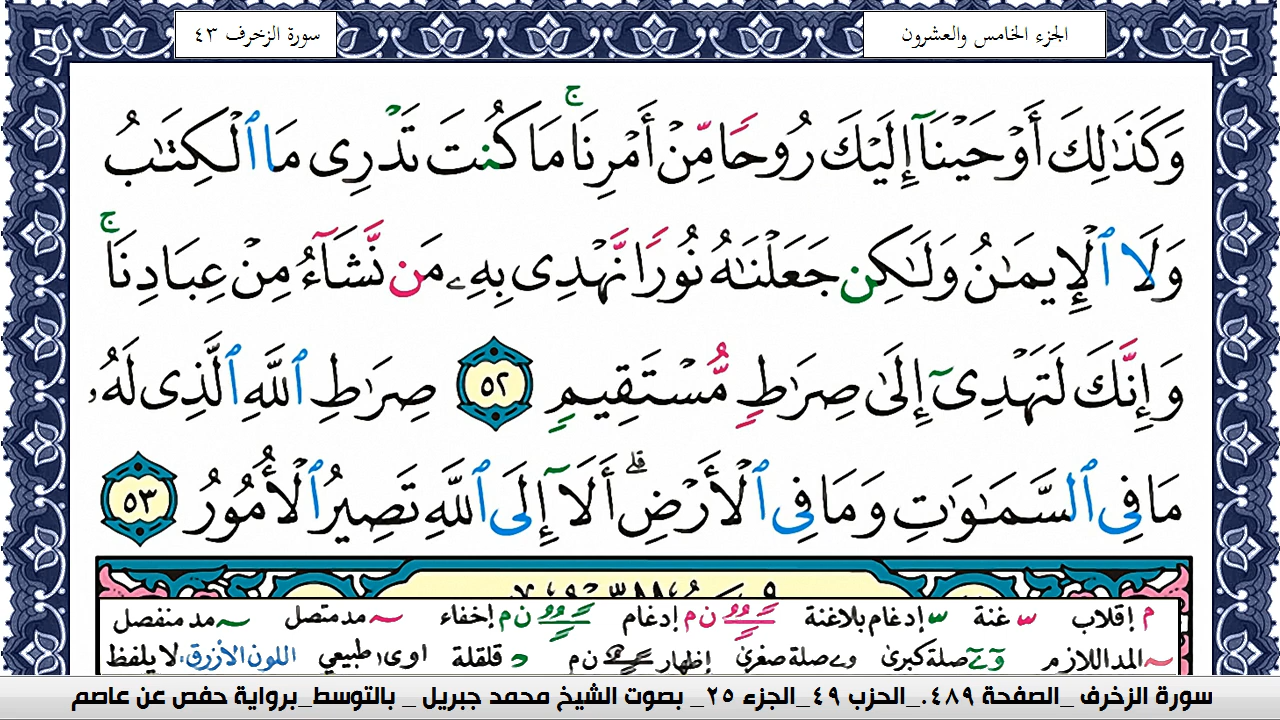 الجزء الخامس والعشرون
سورة الزخرف ٤٣
وَكَذَٰلِكَ أَوْحَيْنَآ إِلَيْكَ رُوحًا مِّنْ أَمْرِنَا ۚ مَا كُنتَ تَدْرِى مَا ٱلْكِتَٰبُ
وَلَا ٱلْإِيمَٰنُ وَلَٰكِن جَعَلْنَٰهُ نُورًا نَّهْدِى بِهِۦ مَن نَّشَآءُ مِنْ عِبَادِنَا ۚ
وَإِنَّكَ لَتَهْدِىٓ إِلَىٰ صِرَٰطٍ مُّسْتَقِيمٍ ٥٢ صِرَٰطِ ٱللَّهِ ٱلَّذِى لَهُۥ
مَا فِى ٱلسَّمَٰوَٰتِ وَمَا فِى ٱلْأَرْضِ ۗ أَلَآ إِلَى ٱللَّهِ تَصِيرُ ٱلْأُمُورُ ٥٣
م إقلاب غنة إدغام بلاغنة ن م إدغام ن م إخفاء مد متصل مد منفصل
المد اللازم صلة كبرى صلة صغرى إظهار ن م قلقلة اوى طبيعي اللون الأزرق، لا يلفظ
سورة الزخرف _الصفحة ٤٨٩._الحزب ٤٩_الجزء ٢٥_ بصوت الشيخ محمد جبريل _ بالتوسط_برواية حفص عن عاصم